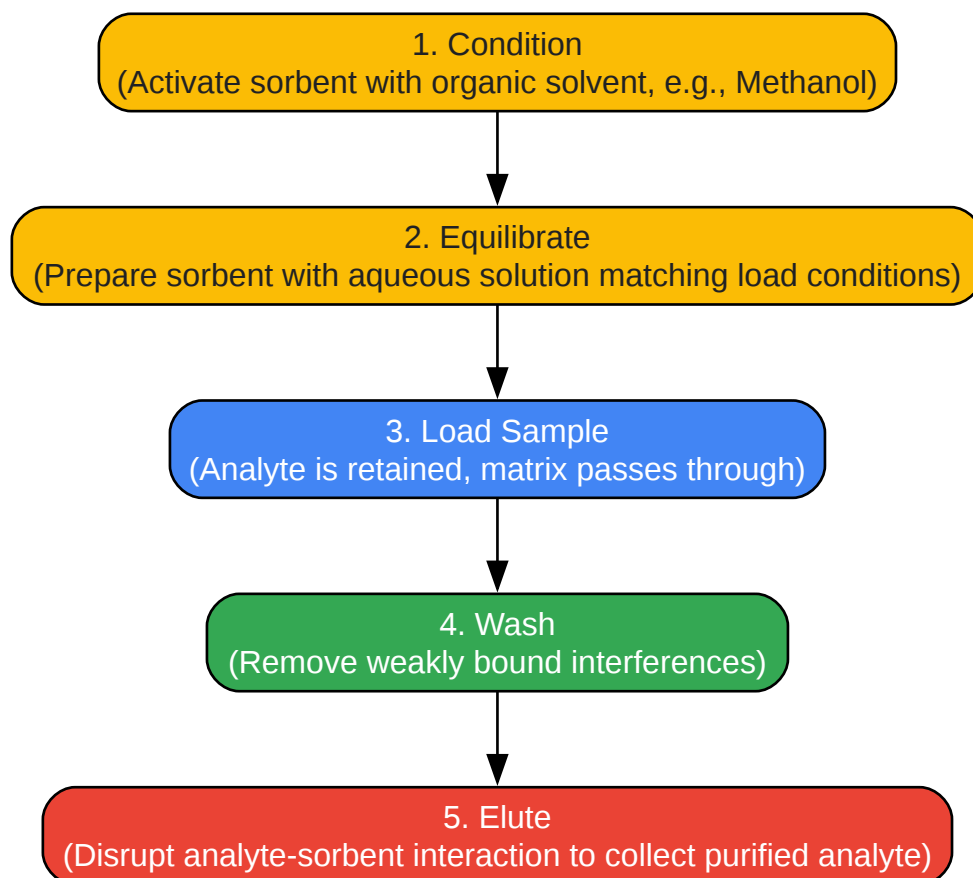 1. Condition
(Activate sorbent with organic solvent, e.g., Methanol)
2. Equilibrate
(Prepare sorbent with aqueous solution matching load conditions)
3. Load Sample
(Analyte is retained, matrix passes through)
4. Wash
(Remove weakly bound interferences)
5. Elute
(Disrupt analyte-sorbent interaction to collect purified analyte)